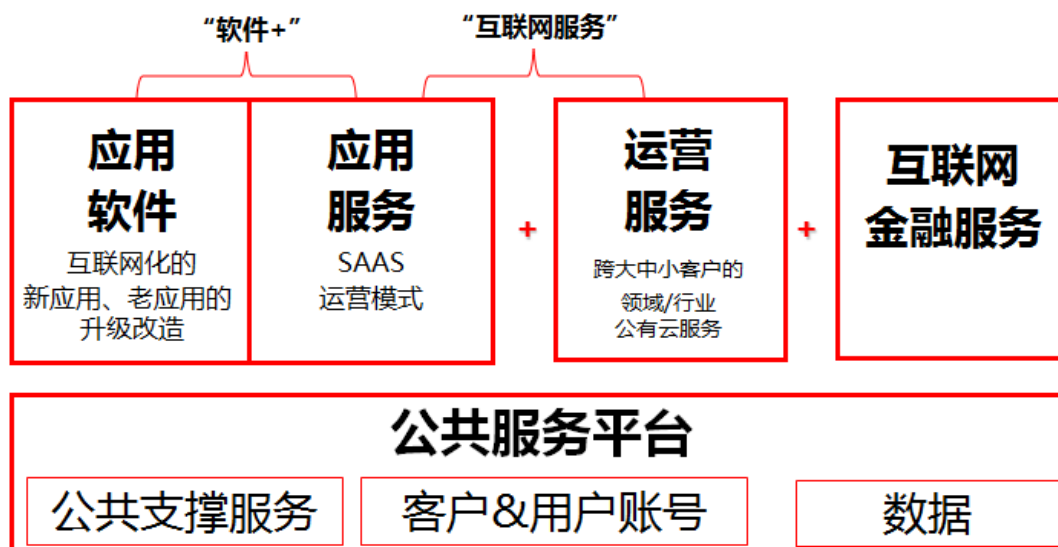 “软件+”
“互联网服务”
应用
软件
互联网化的
新应用、老应用的
升级改造
应用
服务
SAAS
运营模式
+
运营
服务
跨大中小客户的
领域/行业
公有云服务
+
互联网
金融服务
公共服务平台
公共支撑服务
客户&用户账号
数据